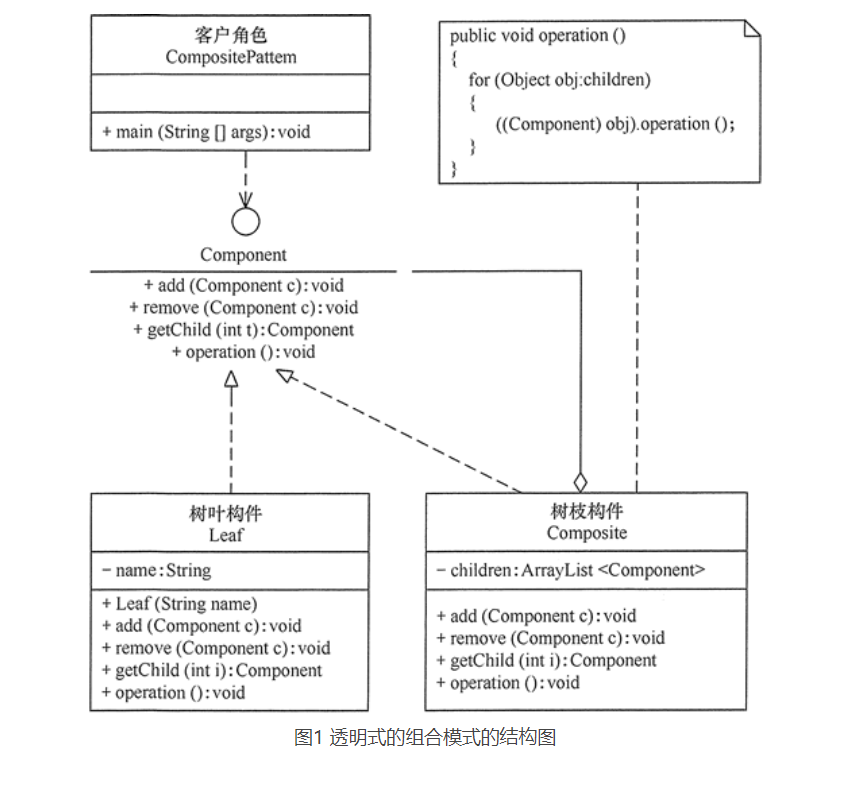 客户角色
CompositePattem
+ main (String [] args):void
public void operation ()
{
for (Object obj:children)
{
((Component) obj).operation ();
}
}
Component
+ add (Component c):void
+ remove (Component c):void
+ getChild (int t):Component
+ operation ():void
树叶构件
Leaf
− name:String
+ Leaf (String name)
+ add (Component c):void
+ remove (Component c):void
+ getChild (int i):Component
+ operation ():void
树枝构件
Composite
− children:ArrayList <Component>
+ add (Component c):void
+ remove (Component c):void
+ getChild (int i):Component
+ operation ():void
图1 透明式的组合模式的结构图